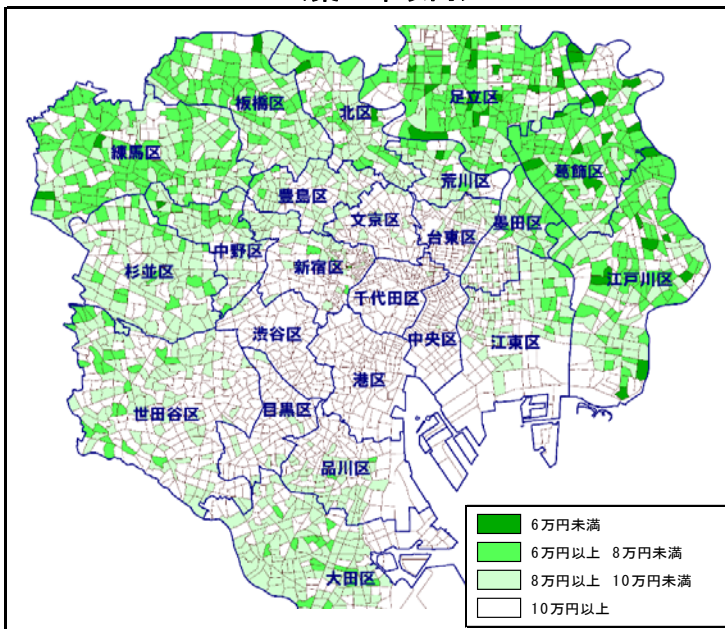 足立区
板橋区
北区
練馬区
葛飾区
荒川区
豊島区
文京区
墨田区
台東区
中野区
杉並区
新宿区
江戸川区
千代田区
渋谷区
中央区
江東区
港区
世田谷区
目黒区
品川区
大田区
6万円未満
6万円以上 8万円未満
8万円以上 10万円未満
10万円以上